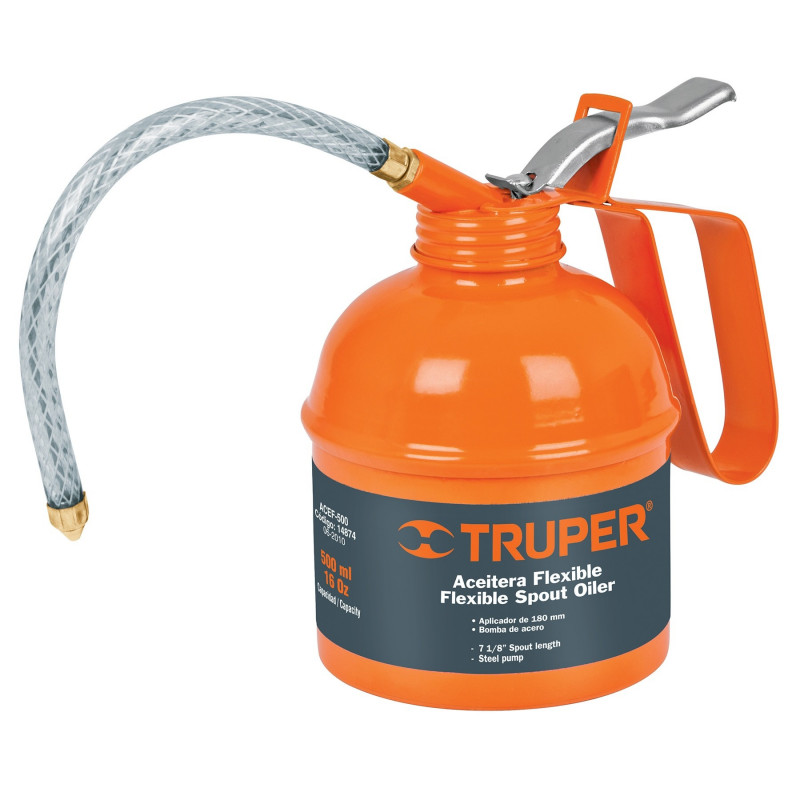 ACEF-500
Código: 14874
06-2010
500 ml
16 Oz
Capacidad / Capacity
TRUPER®
Aceitera Flexible
Flexible Spout Oiler
• Aplicador de 180 mm
• Bomba de acero
- 7 1/8" Spout length
- Steel pump